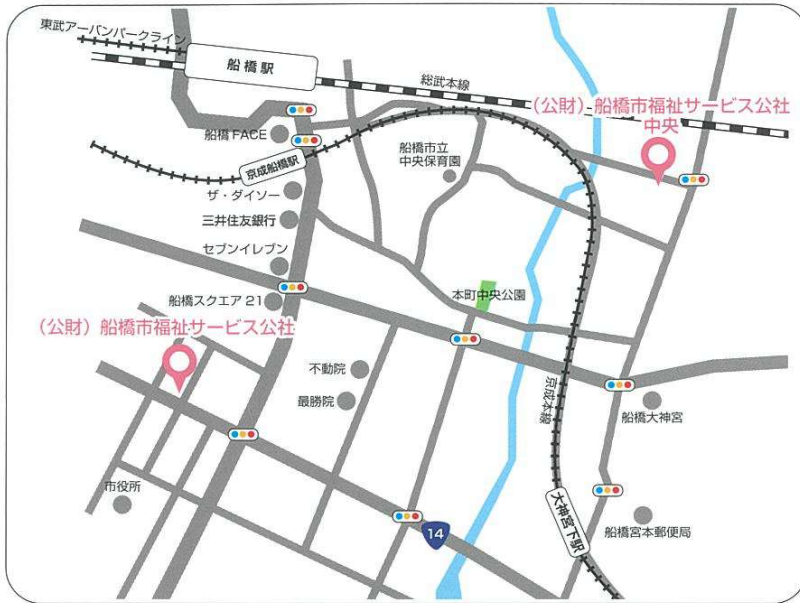 東武アーバンパークライン
船橋駅
総武本線
(公財)船橋市福祉サービス公社
中央
船橋 FACE
京成船橋駅
船橋市立
中央保育園
ザ・ダイソー
三井住友銀行
セブンイレブン
本町中央公園
船橋スクエア 21
(公財)船橋市福祉サービス公社
不動院
最勝院
京成本線
船橋大神宮
市役所
14
大神宮下駅
船橋宮本郵便局